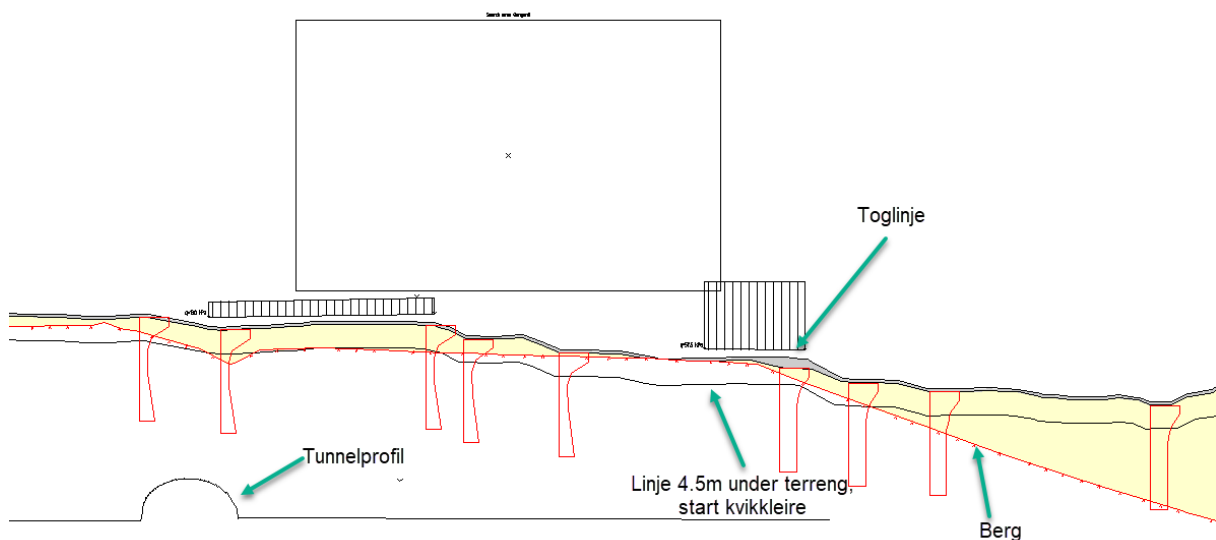 Toglinje
Tunnelprofil
Linje 4.5m under terreng,
start kvikkleire
Berg